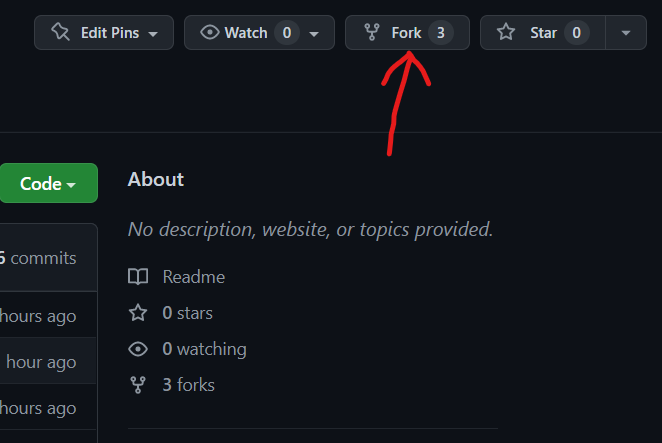 Edit Pins Watch 0 Fork 3 Star 0
Code
About
No description, website, or topics provided.
6 commits
Readme
hours ago
0 stars
hour ago
0 watching
hours ago
3 forks